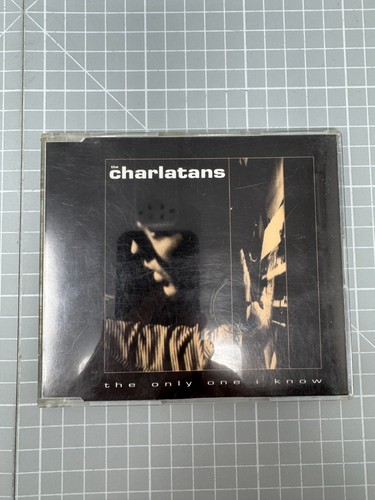 the
charlatans
the only one i know